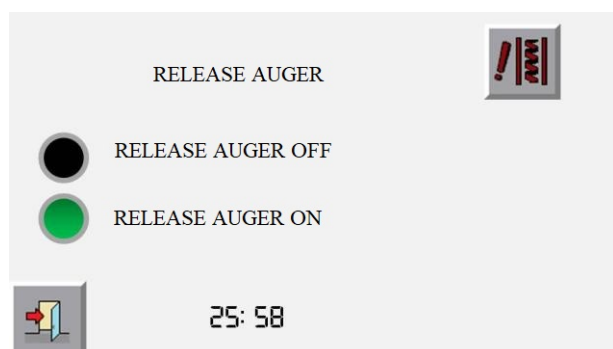 RELEASE AUGER
RELEASE AUGER OFF
RELEASE AUGER ON
25: 58